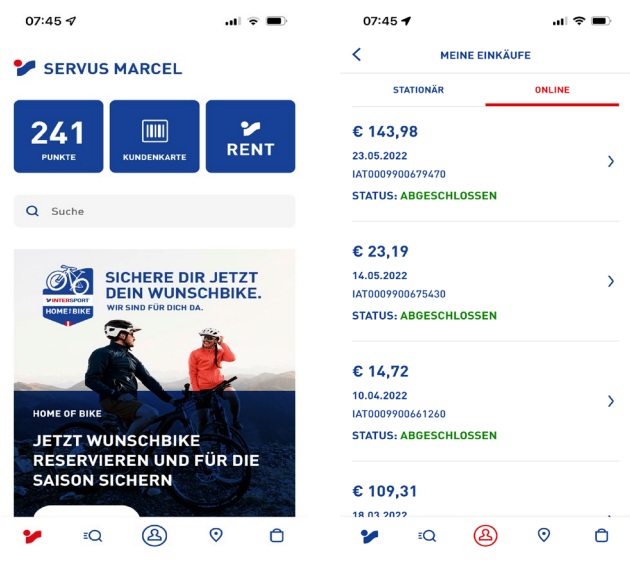 07:45
SERVUS MARCEL
241
PUNKTE
KUNDENKARTE
RENT
Suche
INTERSPORT
HOME OF BIKE
SICHERE DIR JETZT
DEIN WUNSCHBIKE.
WIR SIND FÜR DICH DA.
HOME OF BIKE
JETZT WUNSCHBIKE
RESERVIEREN UND FÜR DIE
SAISON SICHERN
07:45
MEINE EINKÄUFE
STATIONÄR
ONLINE
€ 143,98
23.05.2022
IAT0009900679470
STATUS: ABGESCHLOSSEN
€ 23,19
14.05.2022
IAT0009900675430
STATUS: ABGESCHLOSSEN
€ 14,72
10.04.2022
IAT0009900661260
STATUS: ABGESCHLOSSEN
€ 109,31
18.03.2022